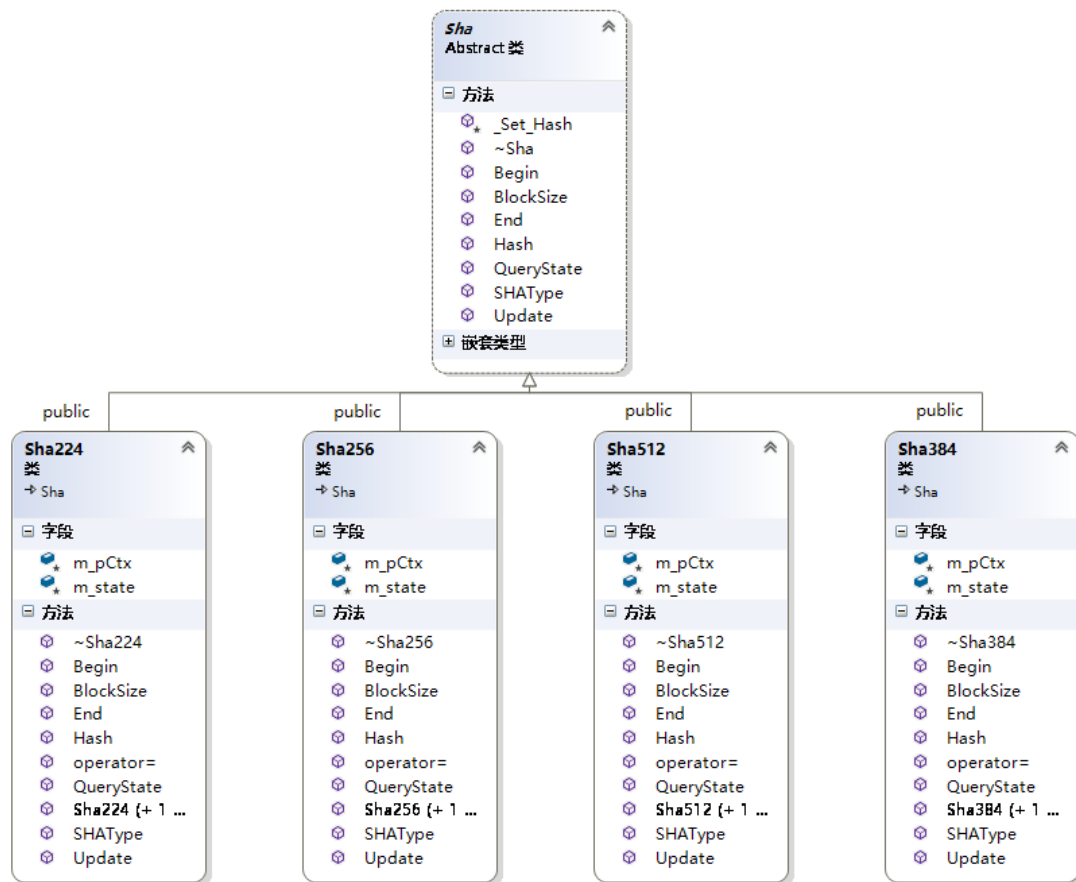 Sha
Abstract 类
方法
_Set_Hash
~Sha
Begin
BlockSize
End
Hash
QueryState
SHAType
Update
嵌套类型
public
public
public
public
Sha224
类
Sha
字段
m_pCtx
m_state
方法
~Sha224
Begin
BlockSize
End
Hash
operator=
QueryState
Sha224 (+ 1 ...
SHAType
Update
Sha256
类
Sha
字段
m_pCtx
m_state
方法
~Sha256
Begin
BlockSize
End
Hash
operator=
QueryState
Sha256 (+ 1 ...
SHAType
Update
Sha512
类
Sha
字段
m_pCtx
m_state
方法
~Sha512
Begin
BlockSize
End
Hash
operator=
QueryState
Sha512 (+ 1 ...
SHAType
Update
Sha384
类
Sha
字段
m_pCtx
m_state
方法
~Sha384
Begin
BlockSize
End
Hash
operator=
QueryState
Sha384 (+ 1 ...
SHAType
Update